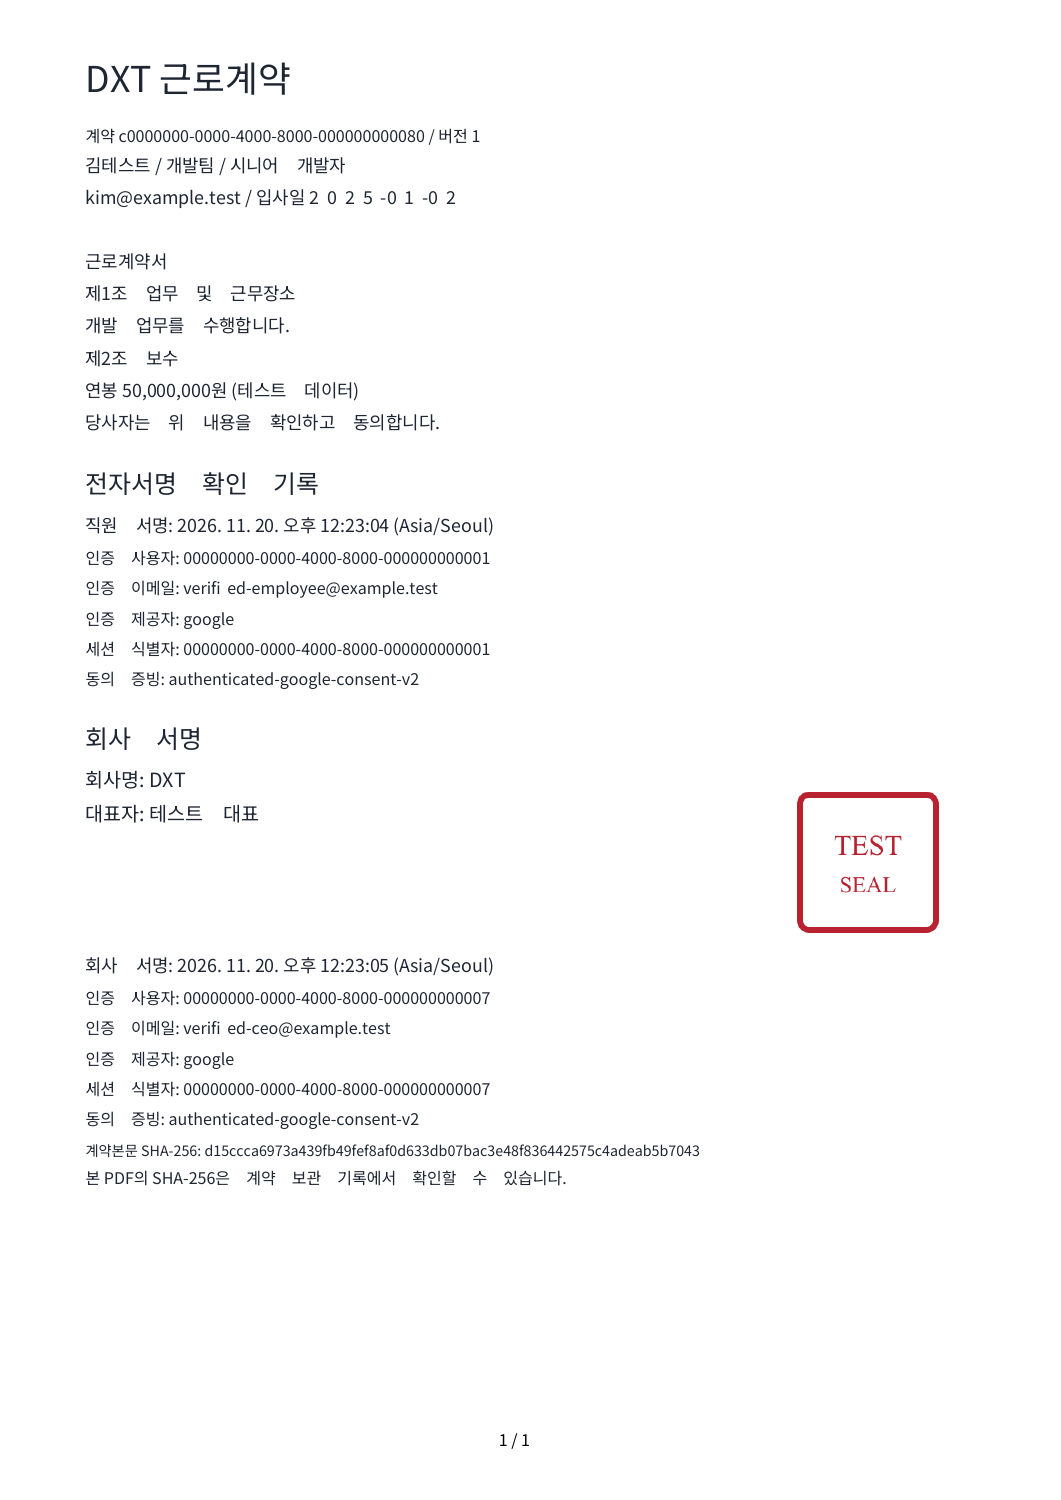 DXT 근로계약
계약 c0000000-0000-4000-8000-000000000080 / 버전 1
김테스트 / 개발팀 / 시니어 개발자
kim@example.test / 입사일 2025-01-02
근로계약서
제1조 업무 및 근무장소
개발 업무를 수행합니다.
제2조 보수
연봉 50,000,000원 (테스트 데이터)
당사자는 위 내용을 확인하고 동의합니다.
전자서명 확인 기록
직원 서명: 2026. 11. 20. 오후 12:23:04 (Asia/Seoul)
인증 사용자: 00000000-0000-4000-8000-000000000001
인증 이메일: verified-employee@example.test
인증 제공자: google
세션 식별자: 00000000-0000-4000-8000-000000000001
동의 증빙: authenticated-google-consent-v2
회사 서명
회사명: DXT
대표자: 테스트 대표
TEST
SEAL
회사 서명: 2026. 11. 20. 오후 12:23:05 (Asia/Seoul)
인증 사용자: 00000000-0000-4000-8000-000000000007
인증 이메일: verified-ceo@example.test
인증 제공자: google
세션 식별자: 00000000-0000-4000-8000-000000000007
동의 증빙: authenticated-google-consent-v2
계약본문 SHA-256: d15ccca6973a439fb49fef8af0d633db07bac3e48f836442575c4adeab5b7043
본 PDF의 SHA-256은 계약 보관 기록에서 확인할 수 있습니다.
1 / 1